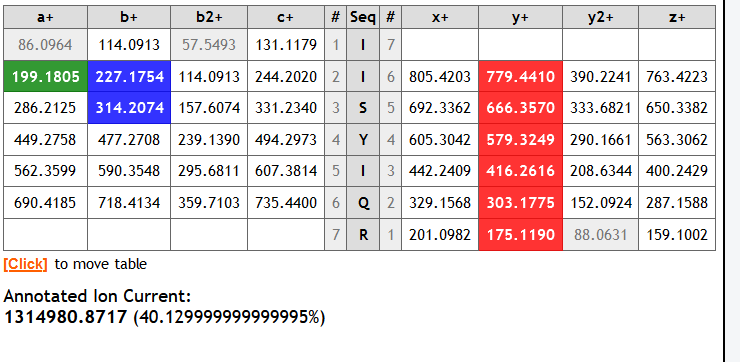 a+ b+ b2+ c+ # Seq # x+ y+ y2+ z+
86.0964 114.0913 57.5493 131.1179 1 I 7
199.1805 227.1754 114.0913 244.2020 2 I 6 805.4203 779.4410 390.2241 763.4223
286.2125 314.2074 157.6074 331.2340 3 S 5 692.3362 666.3570 333.6821 650.3382
449.2758 477.2708 239.1390 494.2973 4 Y 4 605.3042 579.3249 290.1661 563.3062
562.3599 590.3548 295.6811 607.3814 5 I 3 442.2409 416.2616 208.6344 400.2429
690.4185 718.4134 359.7103 735.4400 6 Q 2 329.1568 303.1775 152.0924 287.1588
7 R 1 201.0982 175.1190 88.0631 159.1002
[Click] to move table
Annotated Ion Current:
1314980.8717 (40.129999999999995%)